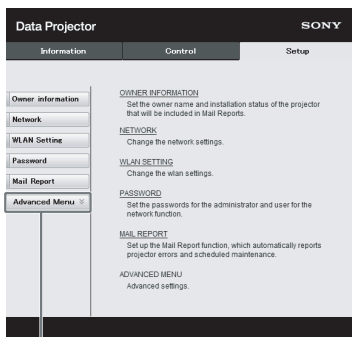 Data Projector
SONY
Information
Control
Setup
Owner information
Network
WLAN Setting
Password
Mail Report
Advanced Menu
OWNER INFORMATION
Set the owner name and installation status of the projector
that will be included in Mail Reports.
NETWORK
Change the network settings.
WLAN SETTING
Change the wlan settings.
PASSWORD
Set the passwords for the administrator and user for the
network function.
MAIL REPORT
Set up the Mail Report function, which automatically reports
projector errors and scheduled maintenance.
ADVANCED MENU
Advanced settings.